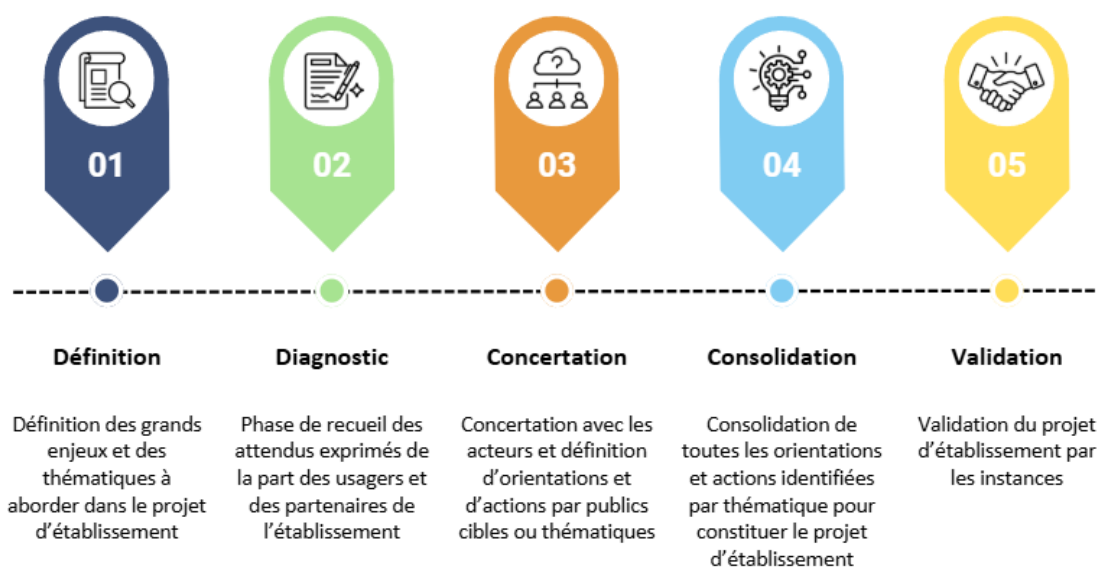 01
02
03
04
05
Définition
Diagnostic
Concertation
Consolidation
Validation
Définition des grands
enjeux et des
thématiques à
aborder dans le projet
d’établissement
Phase de recueil des
attendus exprimés de
la part des usagers et
des partenaires de
l’établissement
Concertation avec les
acteurs et définition
d’orientations et
d’actions par publics
cibles ou thématiques
Consolidation de
toutes les orientations
et actions identifiées
par thématique pour
constituer le projet
d’établissement
Validation du projet
d’établissement par
les instances